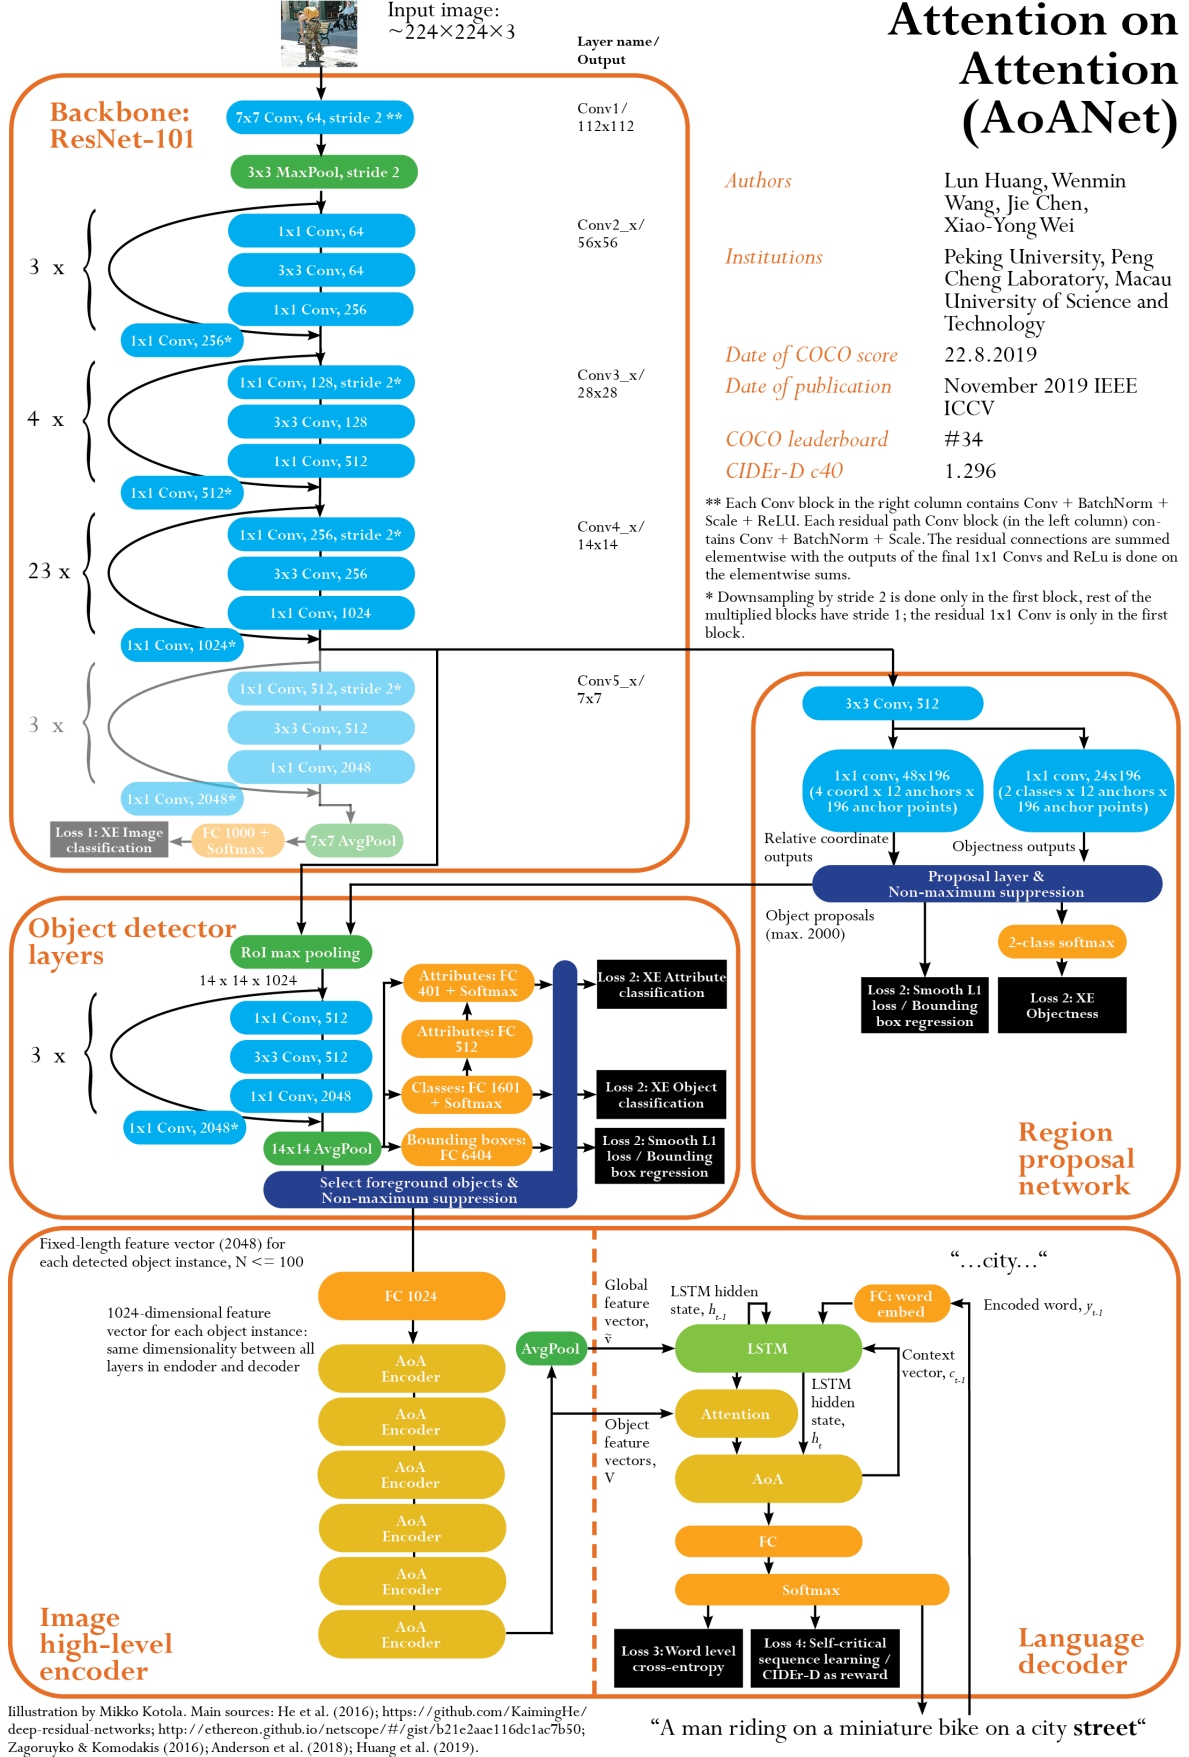 Input image:
~224×224×3
Layer name/
Output
Attention on
Attention
(AoANet)
Backbone:
ResNet-101
7x7 Conv, 64, stride 2 **
Conv1/
112x112
3x3 MaxPool, stride 2
3 x
1x1 Conv, 64
3x3 Conv, 64
1x1 Conv, 256
1x1 Conv, 256*
Conv2_x/
56x56
4 x
1x1 Conv, 128, stride 2*
3x3 Conv, 128
1x1 Conv, 512
1x1 Conv, 512*
Conv3_x/
28x28
23 x
1x1 Conv, 256, stride 2*
3x3 Conv, 256
1x1 Conv, 1024
1x1 Conv, 1024*
Conv4_x/
14x14
3 x
1x1 Conv, 512, stride 2*
3x3 Conv, 512
1x1 Conv, 2048
1x1 Conv, 2048*
Conv5_x/
7x7
Loss 1: XE Image
classification
FC 1000 +
Softmax
7x7 AvgPool
Authors
Lun Huang, Wenmin
Wang, Jie Chen,
Xiao-Yong Wei
Institutions
Peking University, Peng
Cheng Laboratory, Macau
University of Science and
Technology
Date of COCO score
22.8.2019
Date of publication
November 2019 IEEE
ICCV
COCO leaderboard
#34
CIDEr-D c40
1.296
** Each Conv block in the right column contains Conv + BatchNorm +
Scale + ReLU. Each residual path Conv block (in the left column) con-
tains Conv + BatchNorm + Scale. The residual connections are summed
elementwise with the outputs of the final 1x1 Convs and ReLu is done on
the elementwise sums.
* Downsampling by stride 2 is done only in the first block, rest of the
multiplied blocks have stride 1; the residual 1x1 Conv is only in the first
block.
3x3 Conv, 512
1x1 conv, 48x196
(4 coord x 12 anchors x
196 anchor points)
1x1 conv, 24x196
(2 classes x 12 anchors x
196 anchor points)
Relative coordinate
outputs
Objectness outputs
Proposal layer &
Non-maximum suppression
Object proposals
(max. 2000)
2-class softmax
Loss 2: Smooth L1
loss / Bounding
box regression
Loss 2: XE
Objectness
Region
proposal
network
Object detector
layers
RoI max pooling
14 x 14 x 1024
3 x
1x1 Conv, 512
3x3 Conv, 512
1x1 Conv, 2048
1x1 Conv, 2048*
14x14 AvgPool
Attributes: FC
401 + Softmax
Attributes: FC
512
Classes: FC 1601
+ Softmax
Bounding boxes:
FC 6404
Select foreground objects &
Non-maximum suppression
Loss 2: XE Attribute
classification
Loss 2: XE Object
classification
Loss 2: Smooth L1
loss / Bounding
box regression
Fixed-length feature vector (2048) for
each detected object instance, N <= 100
FC 1024
1024-dimensional feature
vector for each object instance:
same dimensionality between all
layers in endoder and decoder
AoA
Encoder
AoA
Encoder
AoA
Encoder
AoA
Encoder
AoA
Encoder
AoA
Encoder
Image
high-level
encoder
AvgPool
Global
feature
vector,
ṽ
Object
feature
vectors,
V
LSTM hidden
state, h t-1
“...city...“
FC: word
embed
Encoded word, y t-1
LSTM
Context
vector, c t-1
LSTM
hidden
state,
h t
Attention
AoA
FC
Softmax
Loss 3: Word level
cross-entropy
Loss 4: Self-critical
sequence learning /
CIDEr-D as reward
Language
decoder
“A man riding on a miniature bike on a city street“
Iillustration by Mikko Kotola. Main sources: He et al. (2016); https://github.com/KaimingHe/
deep-residual-networks; http://ethereon.github.io/netscope/#/gist/b21e2aae116dc1ac7b50;
Zagoruyko & Komodakis (2016); Anderson et al. (2018); Huang et al. (2019).